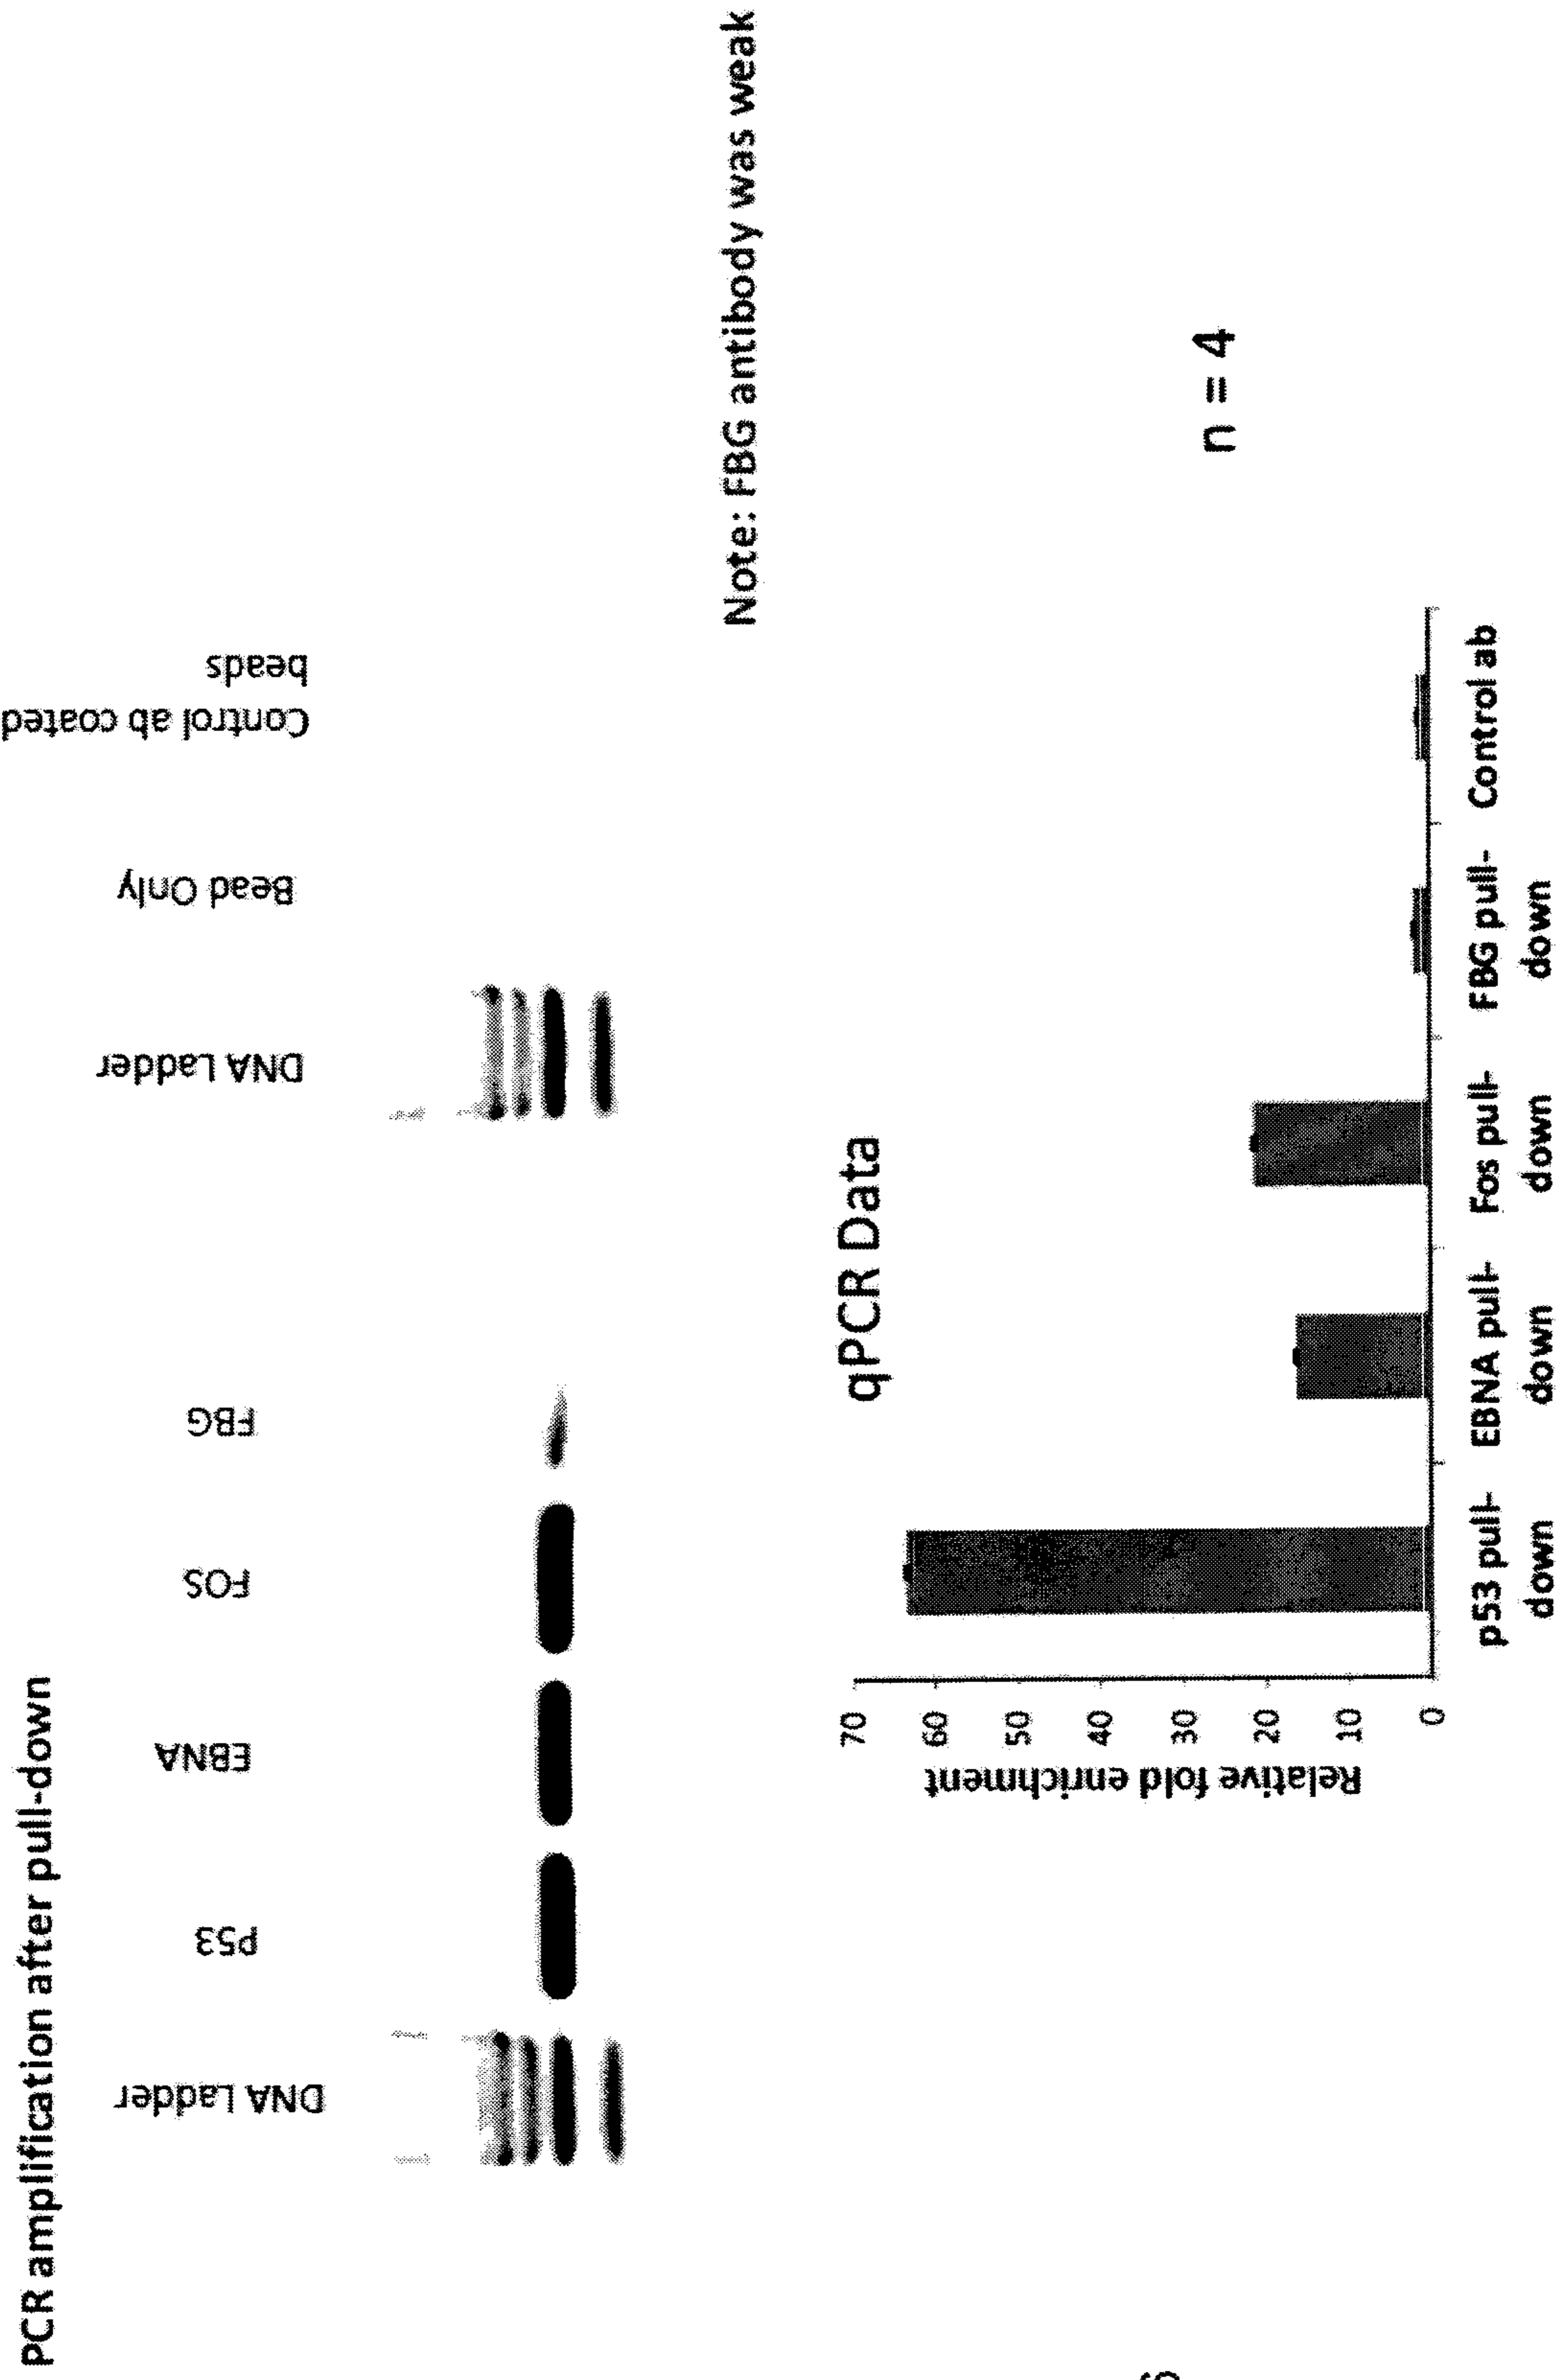 PCR amplification after pull-down
DNA Ladder
P53
EBNA
FOS
FBG
DNA Ladder
Bead Only
Control ab coated
beads
Note: FBG antibody was weak
qPCR Data
n = 4
Relative fold enrichment
70
60
50
40
30
20
10
0
p53 pull-
down
EBNA pull-
down
Fos pull-
down
FBG pull-
down
Control ab